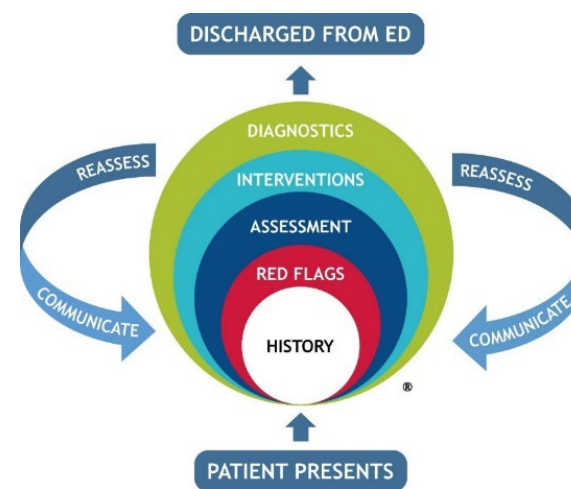 DISCHARGED FROM ED
DIAGNOSTICS
REASSESS
REASSESS
INTERVENTIONS
ASSESSMENT
RED FLAGS
COMMUNICATE
COMMUNICATE
HISTORY
®
PATIENT PRESENTS